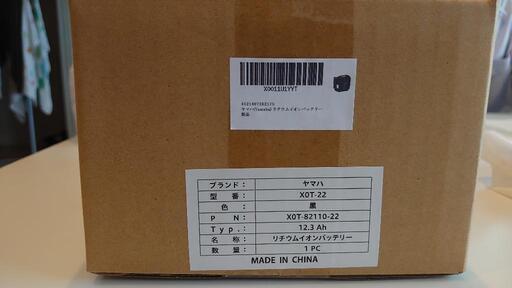 X0011U1YYT
ヤマハ(Yamaha) リチウムイオンバッテリー
新品
ブランド： ヤマハ
型番： X0T-22
色： 黒
P N： X0T-82110-22
Typ.： 12.3 Ah
名称： リチウムイオンバッテリー
数量： 1 PC
MADE IN CHINA